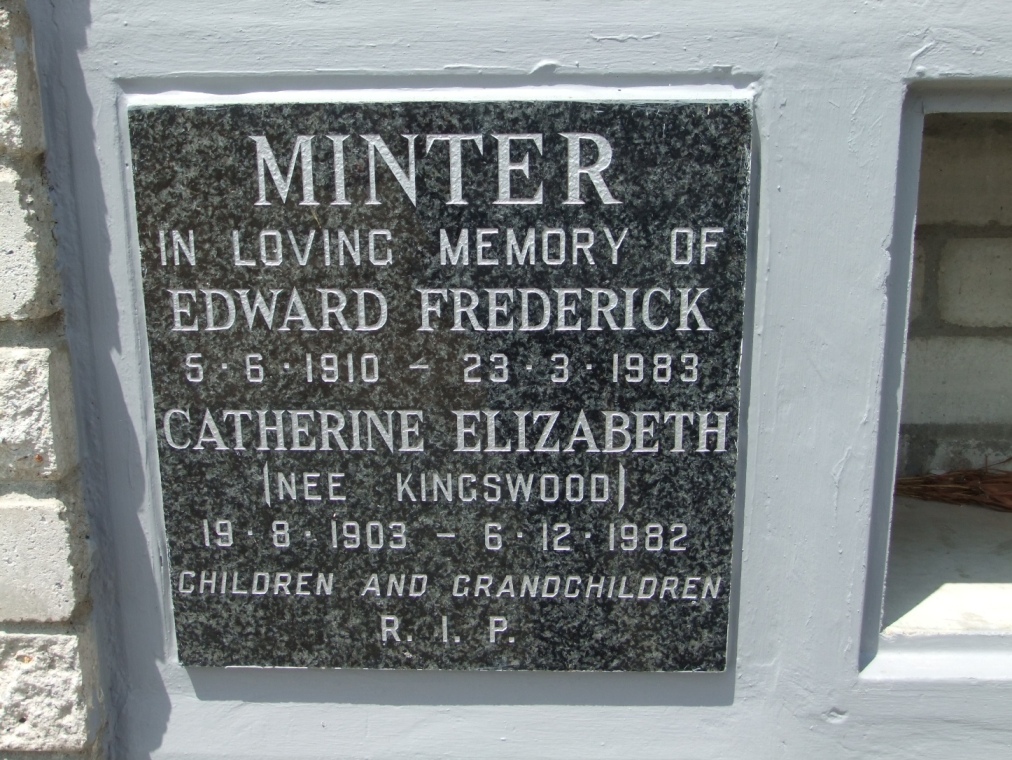 MINTER
IN LOVING MEMORY OF
EDWARD FREDERICK
5·6·1910 – 23·3·1983
CATHERINE ELIZABETH
(NEE KINGSWOOD)
19·8·1903 – 6·12·1982
CHILDREN AND GRANDCHILDREN
R. I. P.